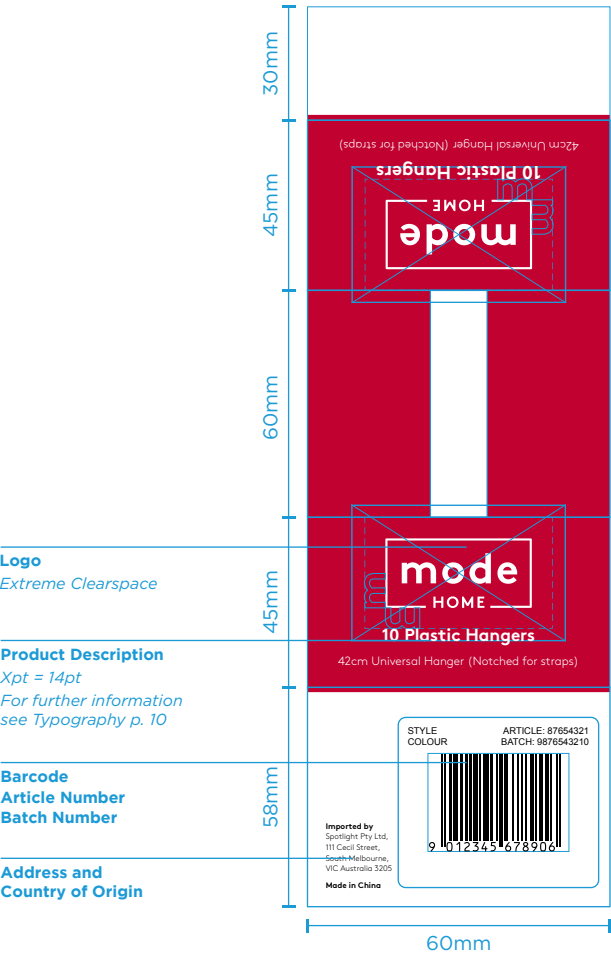 30mm
42cm Universal Hanger (Notched for straps)
10 Plastic Hangers
HOME
mode
45mm
60mm
Logo
Extreme Clearspace
mode
HOME
10 Plastic Hangers
42cm Universal Hanger (Notched for straps)
45mm
Product Description
Xpt = 14pt
For further information
see Typography p. 10
STYLE ARTICLE: 87654321
COLOUR BATCH: 9876543210
Barcode
Article Number
Batch Number
58mm
9 012345 678906
Imported by
Spotlight Pty Ltd,
111 Cecil Street,
South Melbourne,
VIC Australia 3205
Made in China
Address and
Country of Origin
60mm